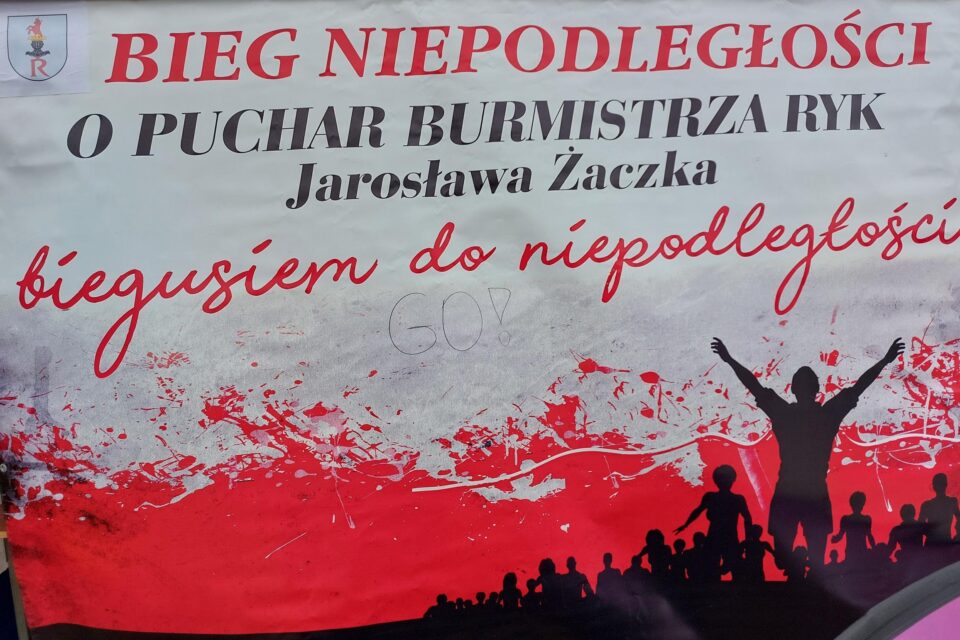 R
BIEG NIEPODLEGŁOŚCI
O PUCHAR BURMISTRZA RYK
Jarosława Żaczka
biegusiem do niepodległości
GO!